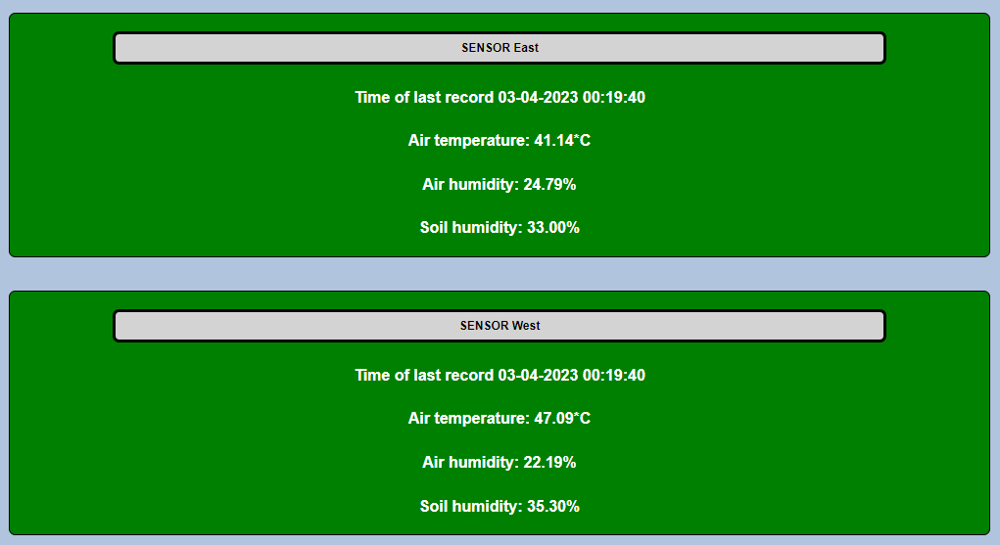 SENSOR East
Time of last record 03-04-2023 00:19:40
Air temperature: 41.14*C
Air humidity: 24.79%
Soil humidity: 33.00%
SENSOR West
Time of last record 03-04-2023 00:19:40
Air temperature: 47.09*C
Air humidity: 22.19%
Soil humidity: 35.30%